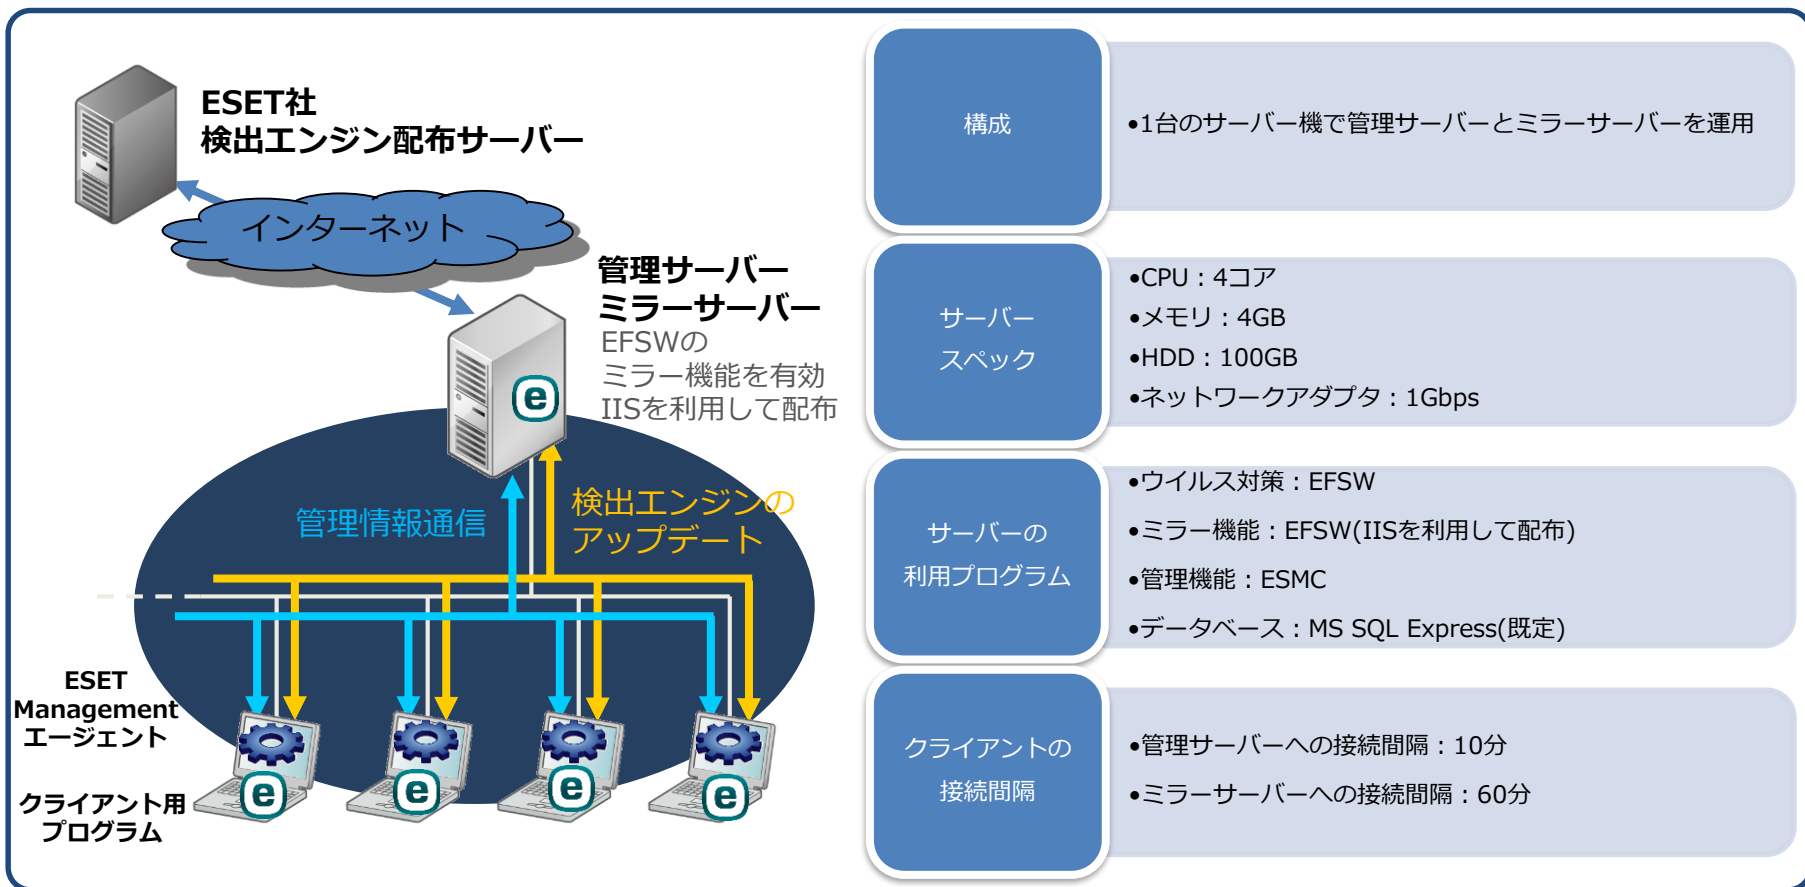 ESET社
検出エンジン配布サーバー
インターネット
管理サーバー
ミラーサーバー
EFSWの
ミラー機能を有効
IISを利用して配布
管理情報通信
検出エンジンの
アップデート
ESET
Management
エージェント
クライアント用
プログラム
e
e
e
e
e
構成
•1台のサーバー機で管理サーバーとミラーサーバーを運用
サーバー
スペック
•CPU：4コア
•メモリ：4GB
•HDD：100GB
•ネットワークアダプタ：1Gbps
サーバーの
利用プログラム
•ウイルス対策：EFSW
•ミラー機能：EFSW(IISを利用して配布)
•管理機能：ESMC
•データベース：MS SQL Express(既定)
クライアントの
接続間隔
•管理サーバーへの接続間隔：10分
•ミラーサーバーへの接続間隔：60分